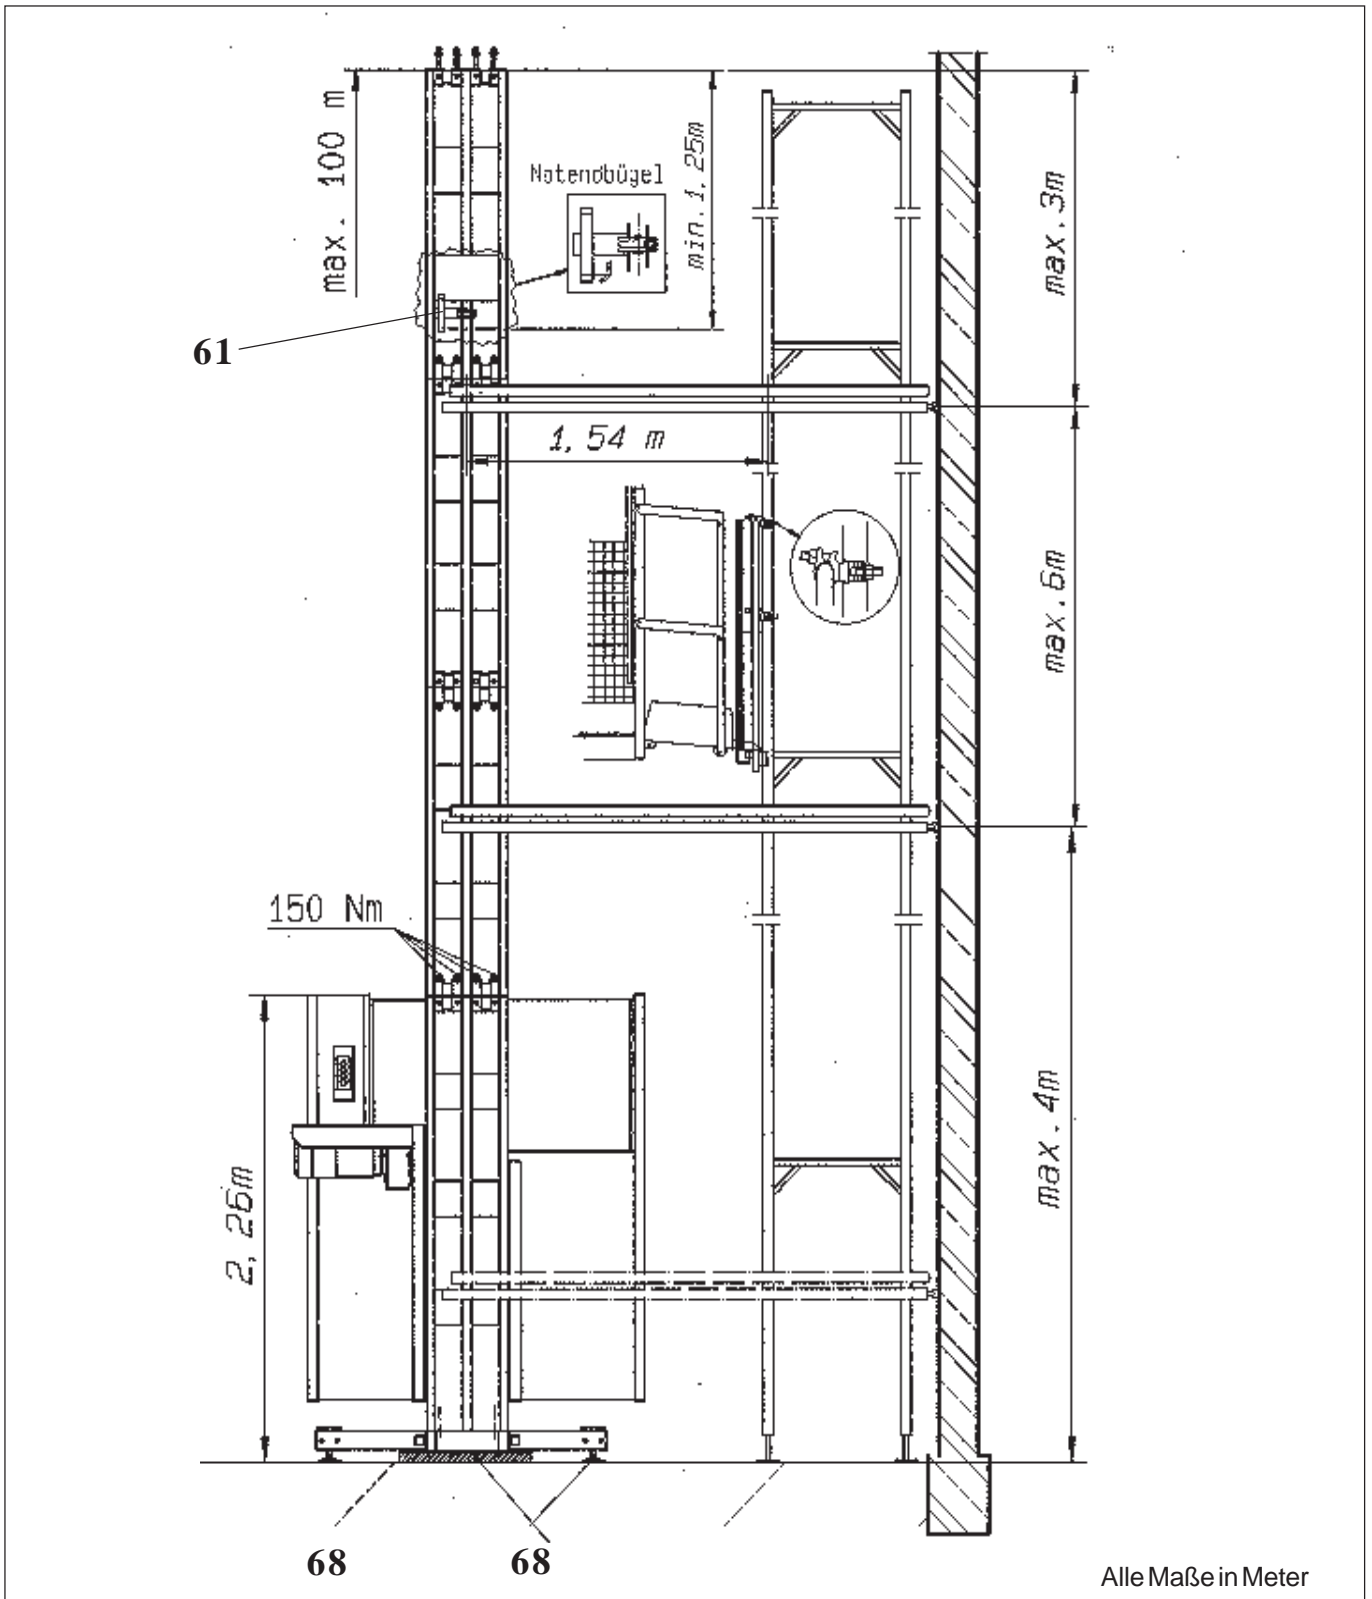 max. 100 m
Notendbügel
min. 1,25m
max. 3m
61
1,54 m
max. 6m
150 Nm
2,26m
max. 4m
68
68
Alle Maße in Meter